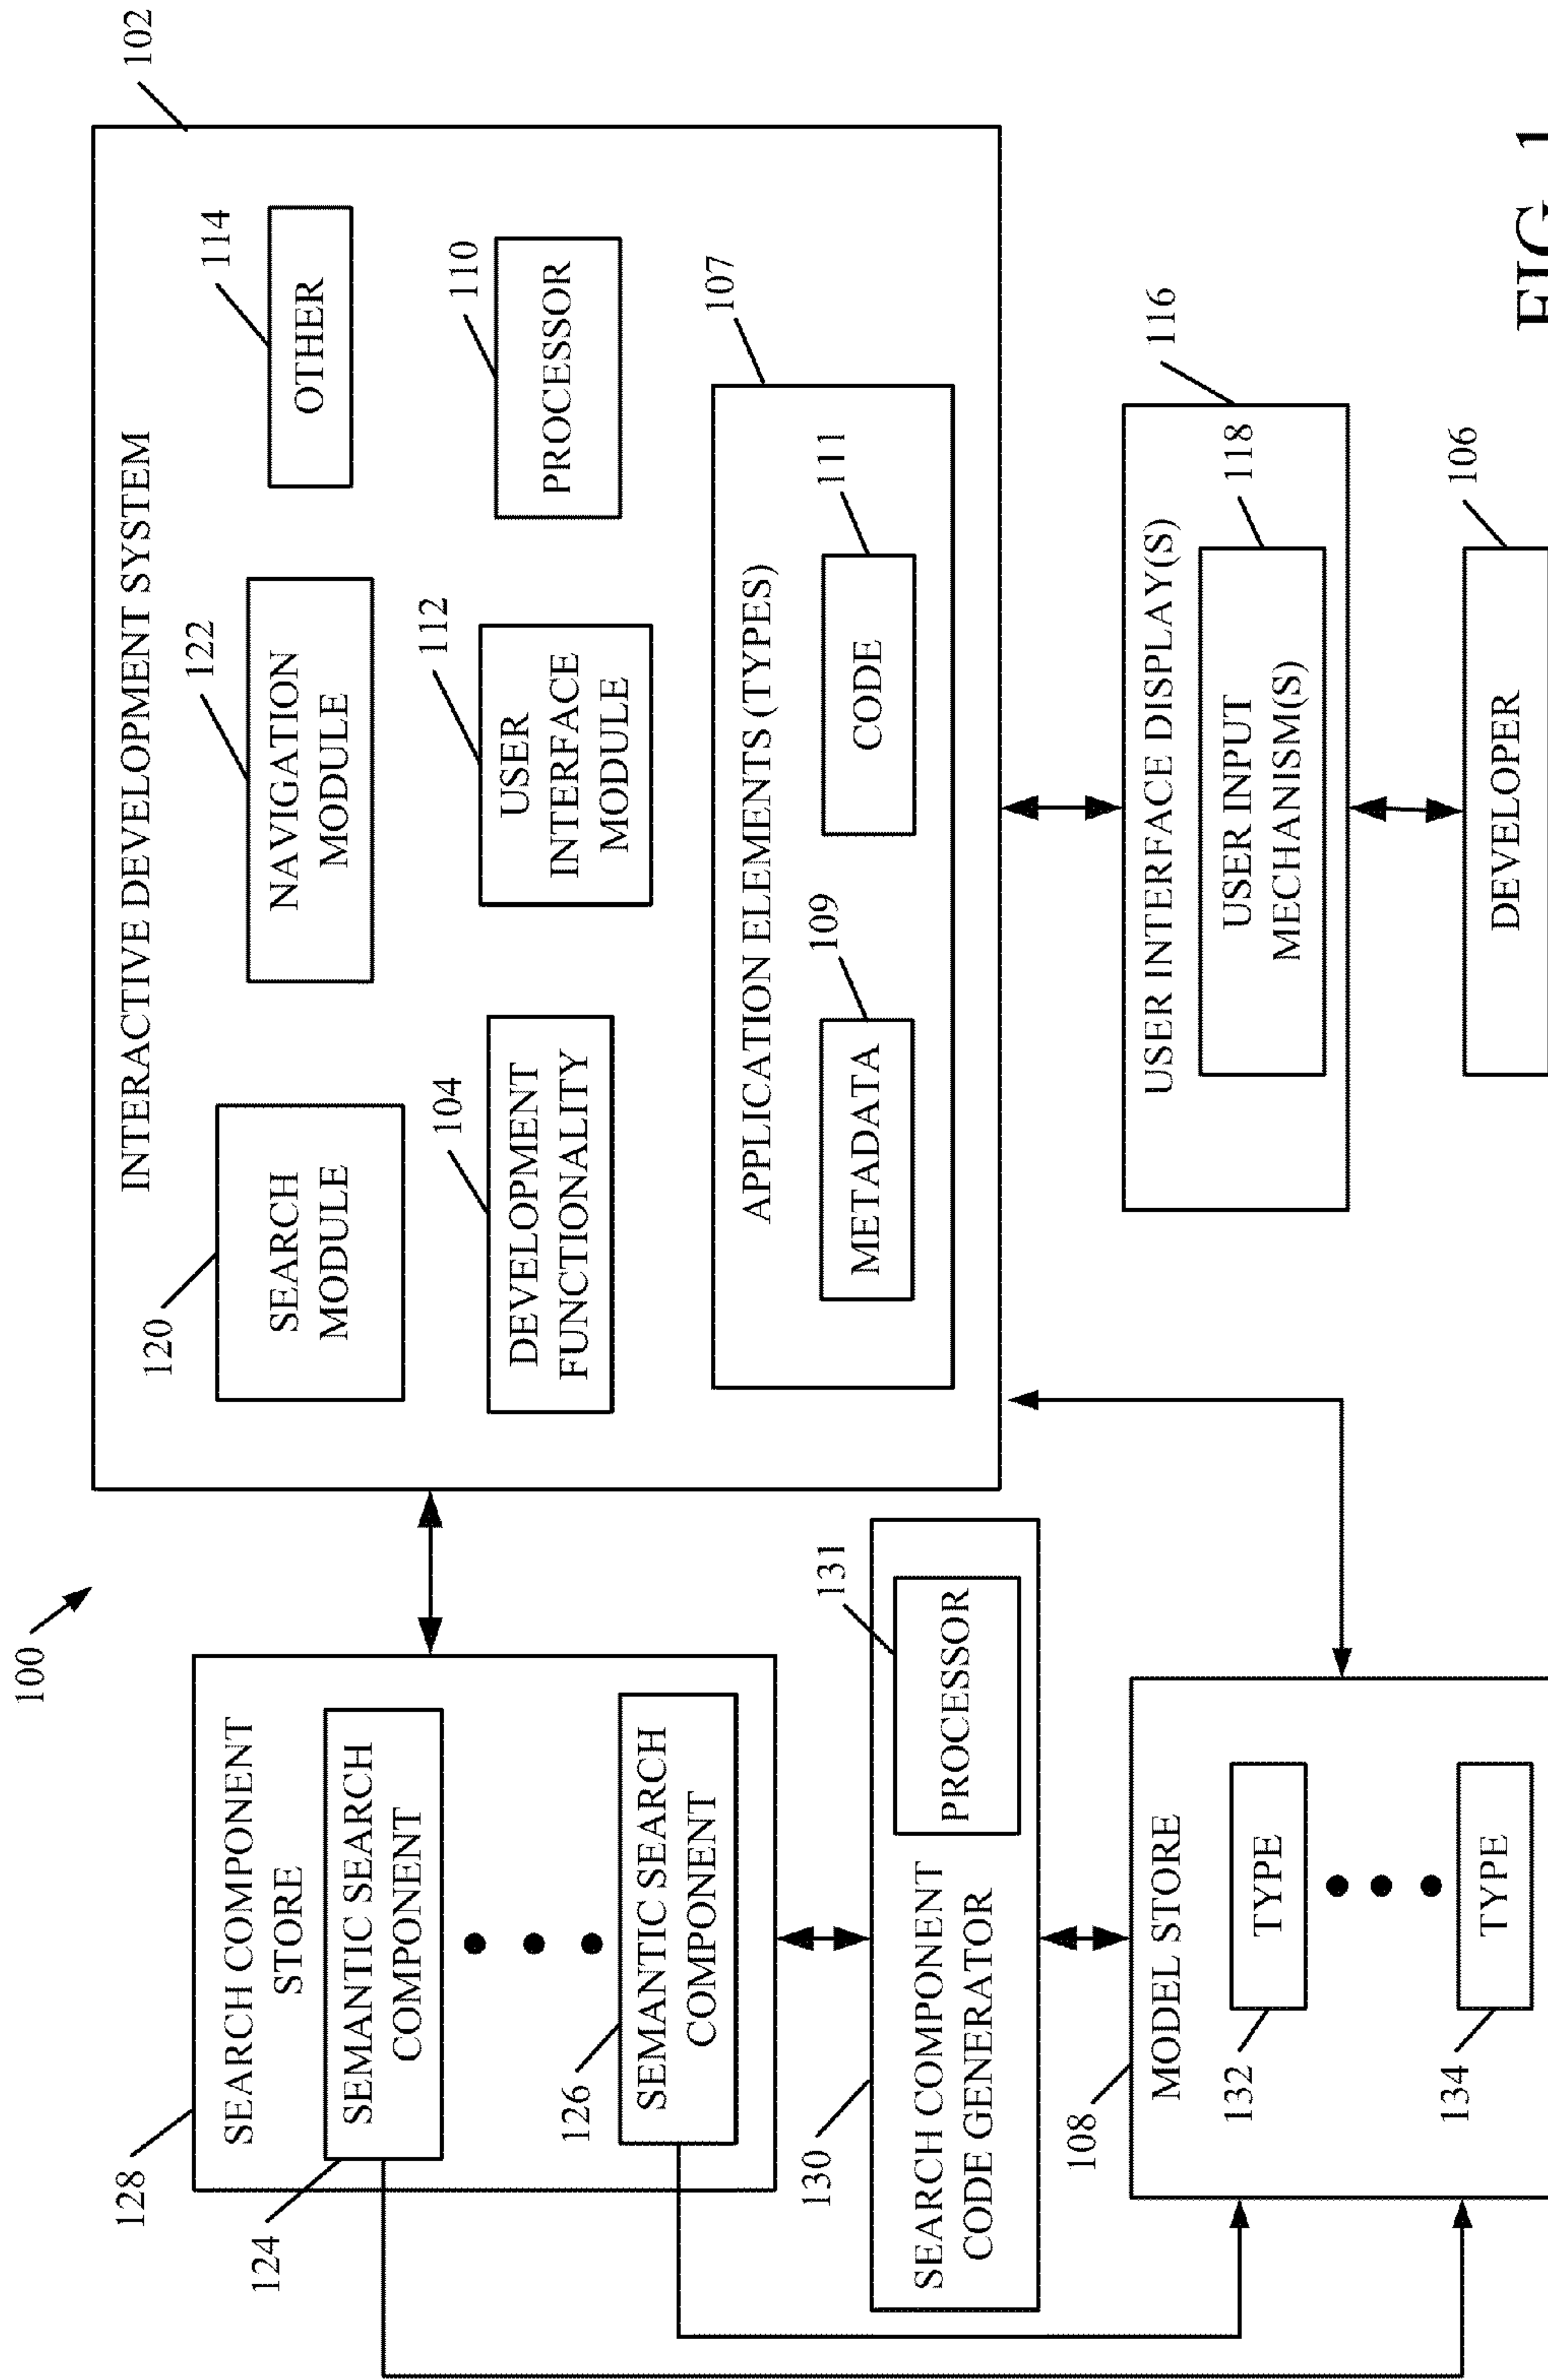 100
128
SEARCH COMPONENT
STORE
124
SEMANTIC SEARCH
COMPONENT
126
SEMANTIC SEARCH
COMPONENT
130
SEARCH COMPONENT
CODE GENERATOR
131
PROCESSOR
108
MODEL STORE
132
TYPE
134
TYPE
102
INTERACTIVE DEVELOPMENT SYSTEM
120
SEARCH
MODULE
122
NAVIGATION
MODULE
114
OTHER
104
DEVELOPMENT
FUNCTIONALITY
112
USER
INTERFACE
MODULE
110
PROCESSOR
107
APPLICATION ELEMENTS (TYPES)
109
METADATA
111
CODE
116
USER INTERFACE DISPLAY(S)
118
USER INPUT
MECHANISM(S)
106
DEVELOPER
FIG. 1